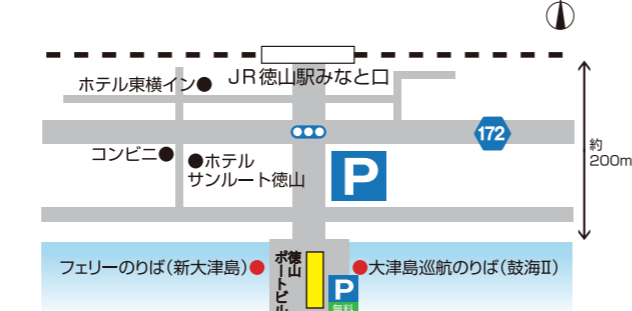 JR徳山駅みなと口
ホテル東横イン
172
コンビニ
ホテル
サンルート徳山
P
約
200m
フェリーのりば(新大津島)
徳山
ポートビル
大津島巡航のりば(鼓海Ⅱ)
P
無料